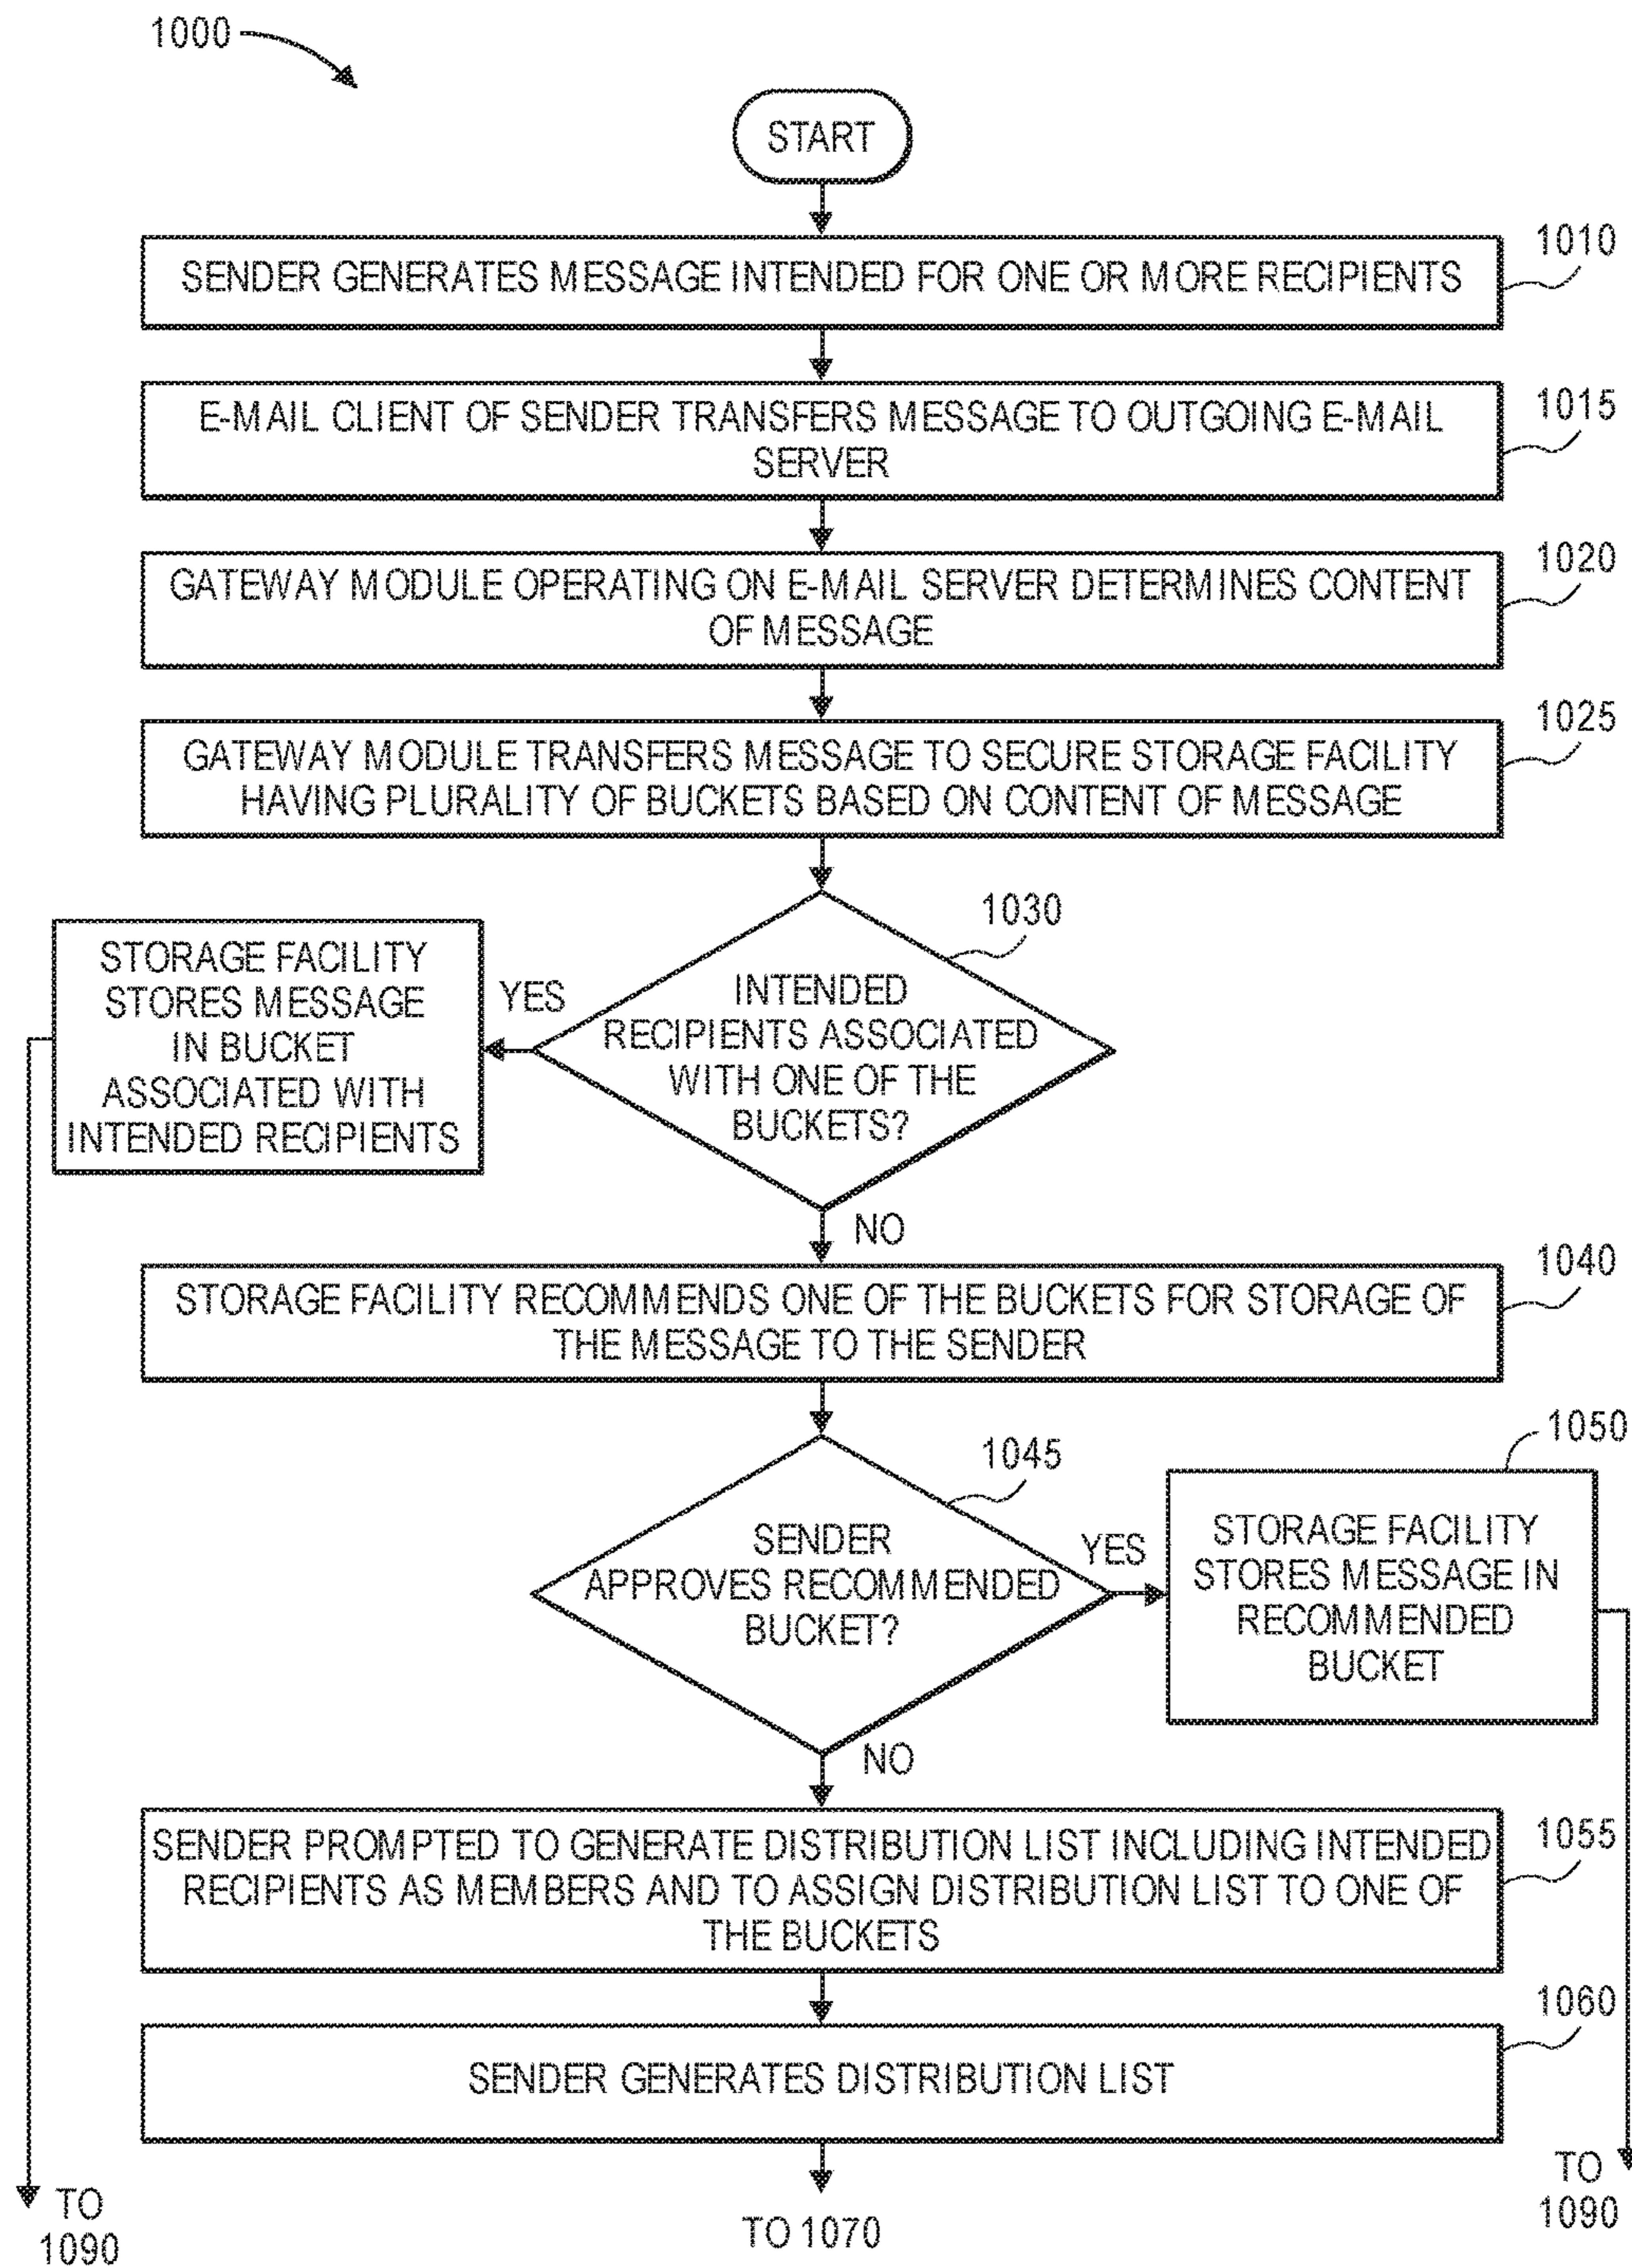 1000
START
1010
SENDER GENERATES MESSAGE INTENDED FOR ONE OR MORE RECIPIENTS
1015
E-MAIL CLIENT OF SENDER TRANSFERS MESSAGE TO OUTGOING E-MAIL
SERVER
1020
GATEWAY MODULE OPERATING ON E-MAIL SERVER DETERMINES CONTENT
OF MESSAGE
1025
GATEWAY MODULE TRANSFERS MESSAGE TO SECURE STORAGE FACILITY
HAVING PLURALITY OF BUCKETS BASED ON CONTENT OF MESSAGE
1030
INTENDED
RECIPIENTS ASSOCIATED
WITH ONE OF THE
BUCKETS?
YES
STORAGE FACILITY
STORES MESSAGE
IN BUCKET
ASSOCIATED WITH
INTENDED RECIPIENTS
NO
1040
STORAGE FACILITY RECOMMENDS ONE OF THE BUCKETS FOR STORAGE OF
THE MESSAGE TO THE SENDER
1045
SENDER
APPROVES RECOMMENDED
BUCKET?
YES
1050
STORAGE FACILITY
STORES MESSAGE IN
RECOMMENDED
BUCKET
NO
1055
SENDER PROMPTED TO GENERATE DISTRIBUTION LIST INCLUDING INTENDED
RECIPIENTS AS MEMBERS AND TO ASSIGN DISTRIBUTION LIST TO ONE OF
THE BUCKETS
1060
SENDER GENERATES DISTRIBUTION LIST
TO
1090
TO 1070
TO
1090